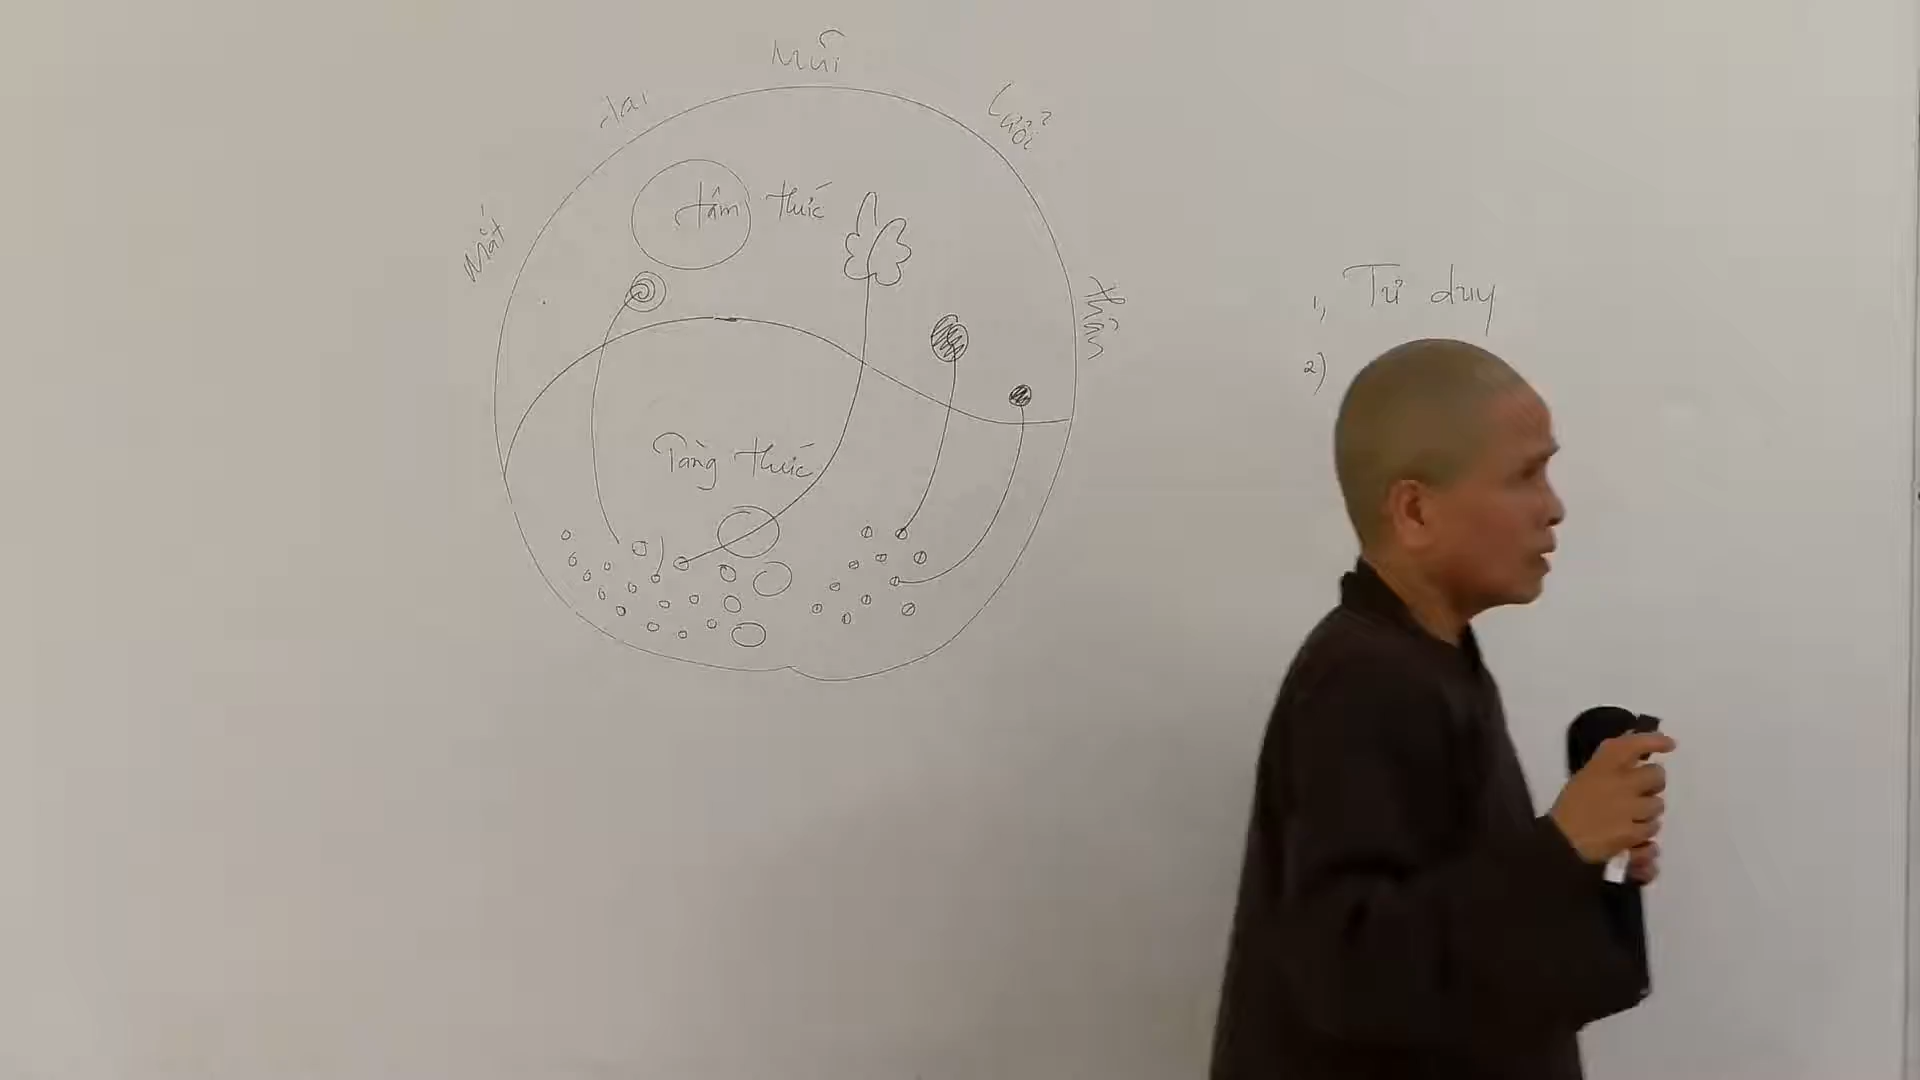 Mũi
tai
Lưỡi
Mắt
tâm thức
thân
1, Tư duy
2)
Tàng thức